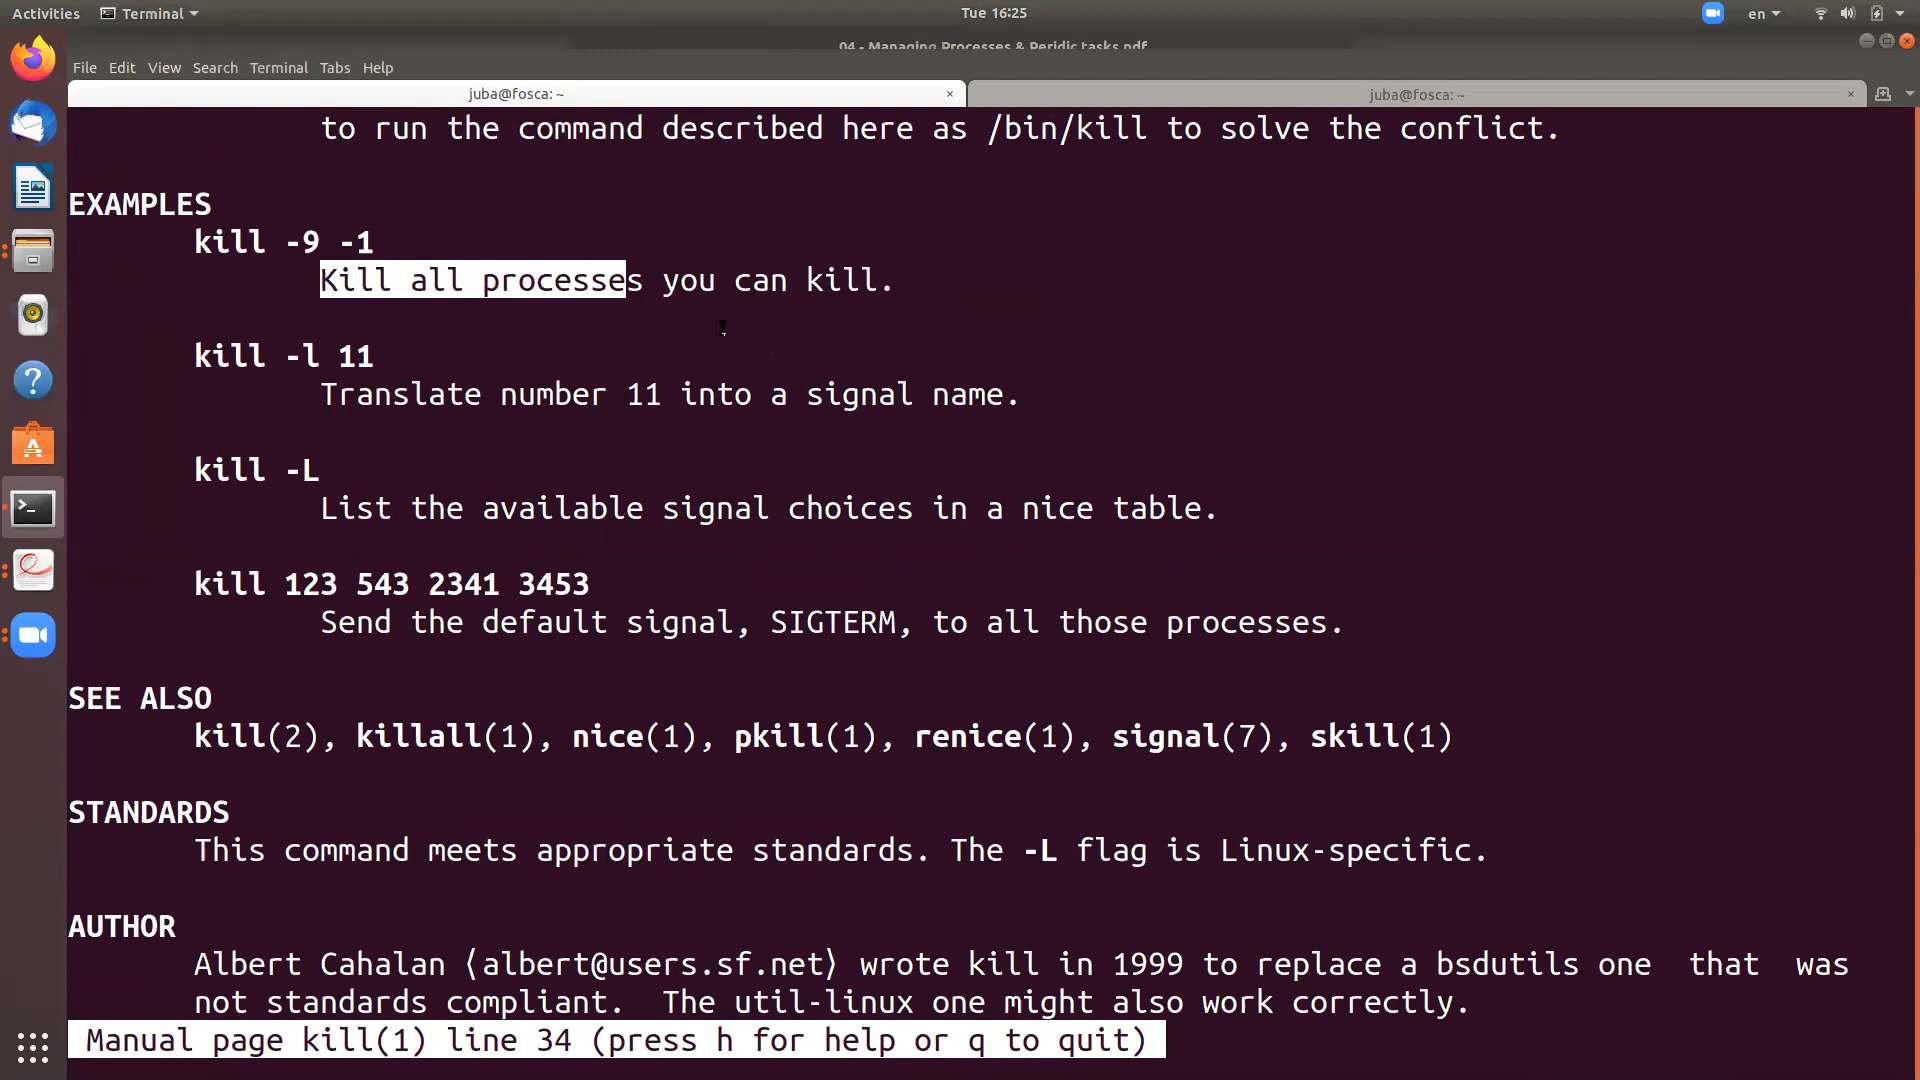 Activities Terminal Tue 16:25 en
04 - Managing Processes & Peridic tasks.pdf
File Edit View Search Terminal Tabs Help
juba@fosca: ~ × juba@fosca: ~ ×
to run the command described here as /bin/kill to solve the conflict.
EXAMPLES
kill -9 -1
Kill all processes you can kill.
kill -l 11
Translate number 11 into a signal name.
kill -L
List the available signal choices in a nice table.
kill 123 543 2341 3453
Send the default signal, SIGTERM, to all those processes.
SEE ALSO
kill(2), killall(1), nice(1), pkill(1), renice(1), signal(7), skill(1)
STANDARDS
This command meets appropriate standards. The -L flag is Linux-specific.
AUTHOR
Albert Cahalan ⟨albert@users.sf.net⟩ wrote kill in 1999 to replace a bsdutils one  that  was
not standards compliant.  The util-linux one might also work correctly.
Manual page kill(1) line 34 (press h for help or q to quit)